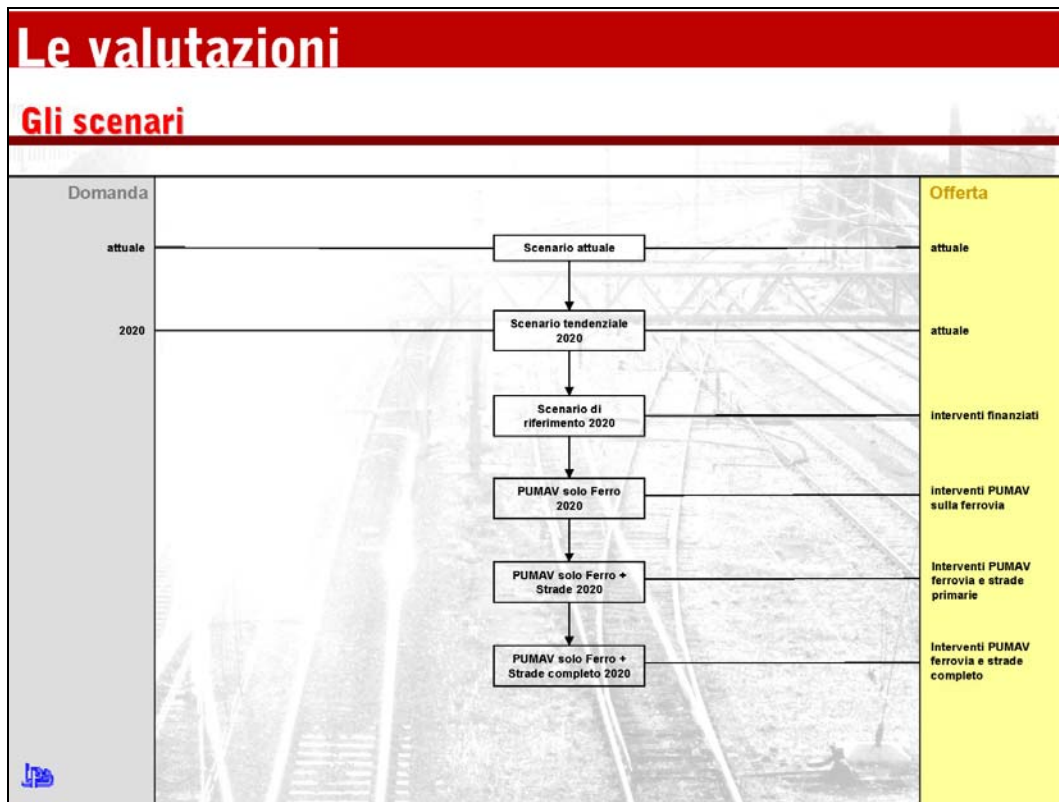 Le valutazioni
Gli scenari
Domanda
Offerta
attuale
Scenario attuale
attuale
2020
Scenario tendenziale
2020
attuale
Scenario di
riferimento 2020
interventi finanziati
PUMAV solo Ferro
2020
interventi PUMAV
sulla ferrovia
PUMAV solo Ferro +
Strade 2020
Interventi PUMAV
ferrovia e strade
primarie
PUMAV solo Ferro +
Strade completo 2020
Interventi PUMAV
ferrovia e strade
completo